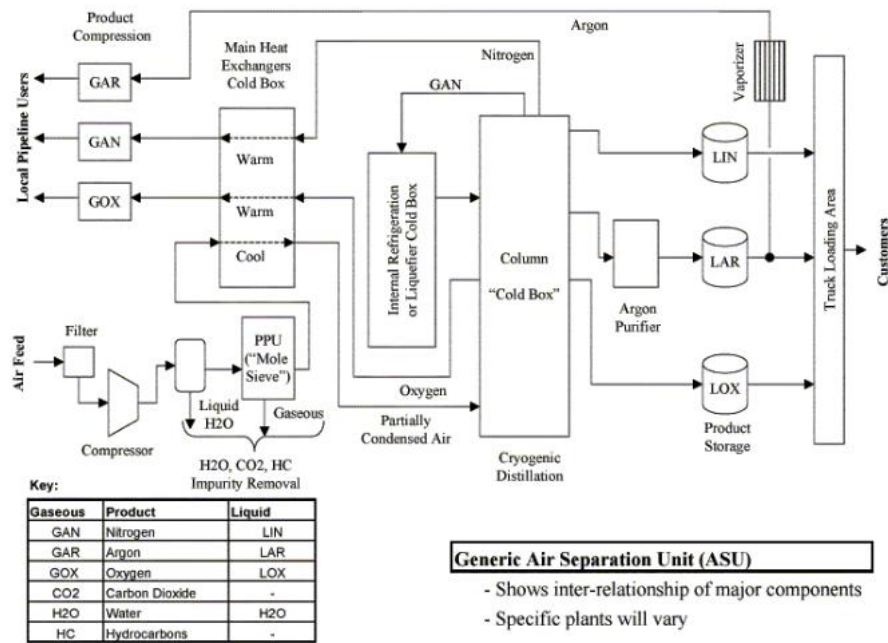 Product
Compression
Argon
Main Heat
Exchangers
Cold Box
Nitrogen
Vaporizer
GAN
Local Pipeline Users
GAR
GAN
GOX
Warm
Warm
Cool
Internal Refrigeration
or Liquefier Cold Box
Column
“Cold Box”
LIN
LAR
LOX
Argon
Purifier
Truck Loading Area
Customers
Air Feed
Filter
PPU
(“Mole
Sieve”)
Compressor
Liquid
H2O
Gaseous
Oxygen
Partially
Condensed Air
Cryogenic
Distillation
Product
Storage
H2O, CO2, HC
Impurity Removal
Key:
Gaseous Product Liquid
GAN Nitrogen LIN
GAR Argon LAR
GOX Oxygen LOX
CO2 Carbon Dioxide -
H2O Water H2O
HC Hydrocarbons -
Generic Air Separation Unit (ASU)
- Shows inter-relationship of major components
- Specific plants will vary